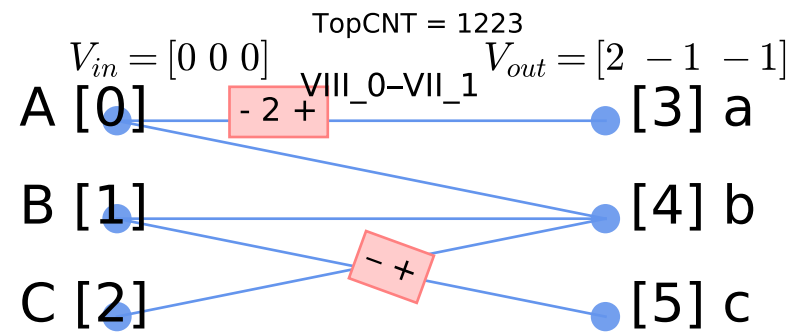 TopCNT = 1223
V_in = [0 0 0]
V_out = [2 −1 −1]
VIII_0–VII_1
A [0]
- 2 +
[3] a
B [1]
[4] b
− +
C [2]
[5] c